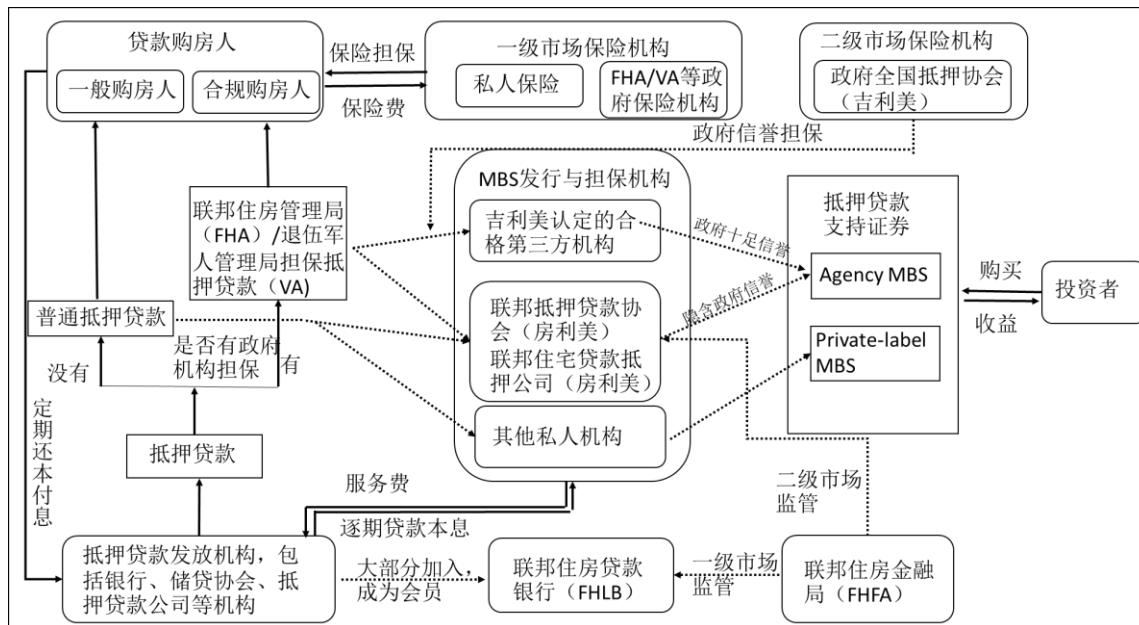 贷款购房人
一般购房人
合规购房人
保险担保
保险费
一级市场保险机构
私人保险
FHA/VA等政
府保险机构
二级市场保险机构
政府全国抵押协会
（吉利美）
政府信誉担保
MBS发行与担保机构
吉利美认定的合
格第三方机构
联邦抵押贷款协
会（房利美）
联邦住宅贷款抵
押公司（房利美）
其他私人机构
联邦住房管理局
（FHA）/退伍军
人管理局担保抵
押贷款（VA）
普通抵押贷款
是否有政府
机构担保
没有
有
抵押贷款
定期还本付息
政府十足信誉
隐含政府信誉
抵押贷款
支持证券
Agency MBS
Private-label
MBS
购买
收益
投资者
服务费
逐期贷款本息
二级市场
监管
抵押贷款发放机构，包
括银行、储贷协会、抵
押贷款公司等机构
大部分加入，
成为会员
联邦住房贷款
银行（FHLB）
一级市场
监管
联邦住房金融
局（FHFA）